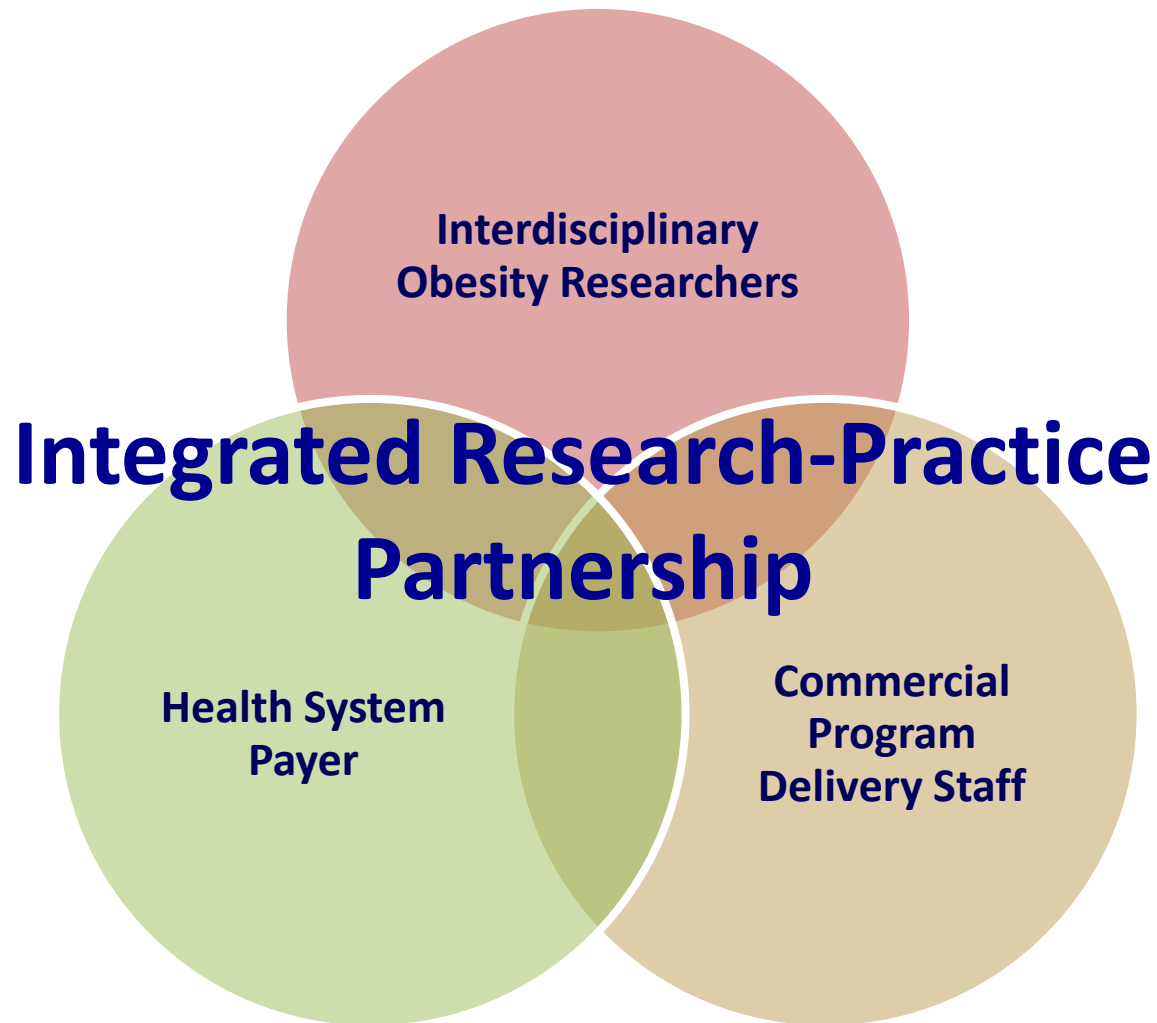 Interdisciplinary
Obesity Researchers
Integrated Research-Practice
Partnership
Health System
Payer
Commercial
Program
Delivery Staff